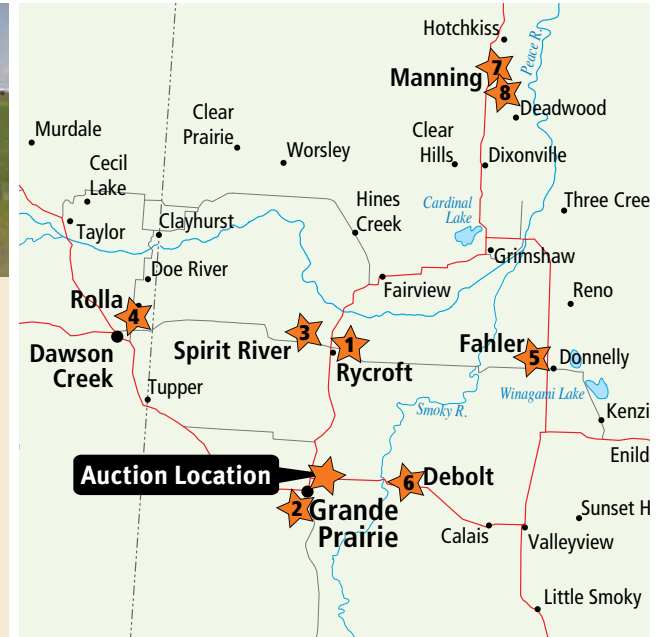 Hotchkiss
Peace R.
7
Manning
8
Deadwood
Murdale
Clear
Prairie
Worsley
Clear
Hills
Dixonville
Cecil
Lake
Taylor
Clayhurst
Hines
Creek
Cardinal
Lake
Three Cree
Grimshaw
Doe River
Fairview
Reno
Rolla
4
Dawson
Creek
3
Spirit River
1
Rycroft
Fahler
5
Donnelly
Tupper
Smoky R.
Winagami Lake
Kenzi
Enild
Auction Location
6
Debolt
2
Grande
Prairie
Calais
Valleyview
Sunset H
Little Smoky